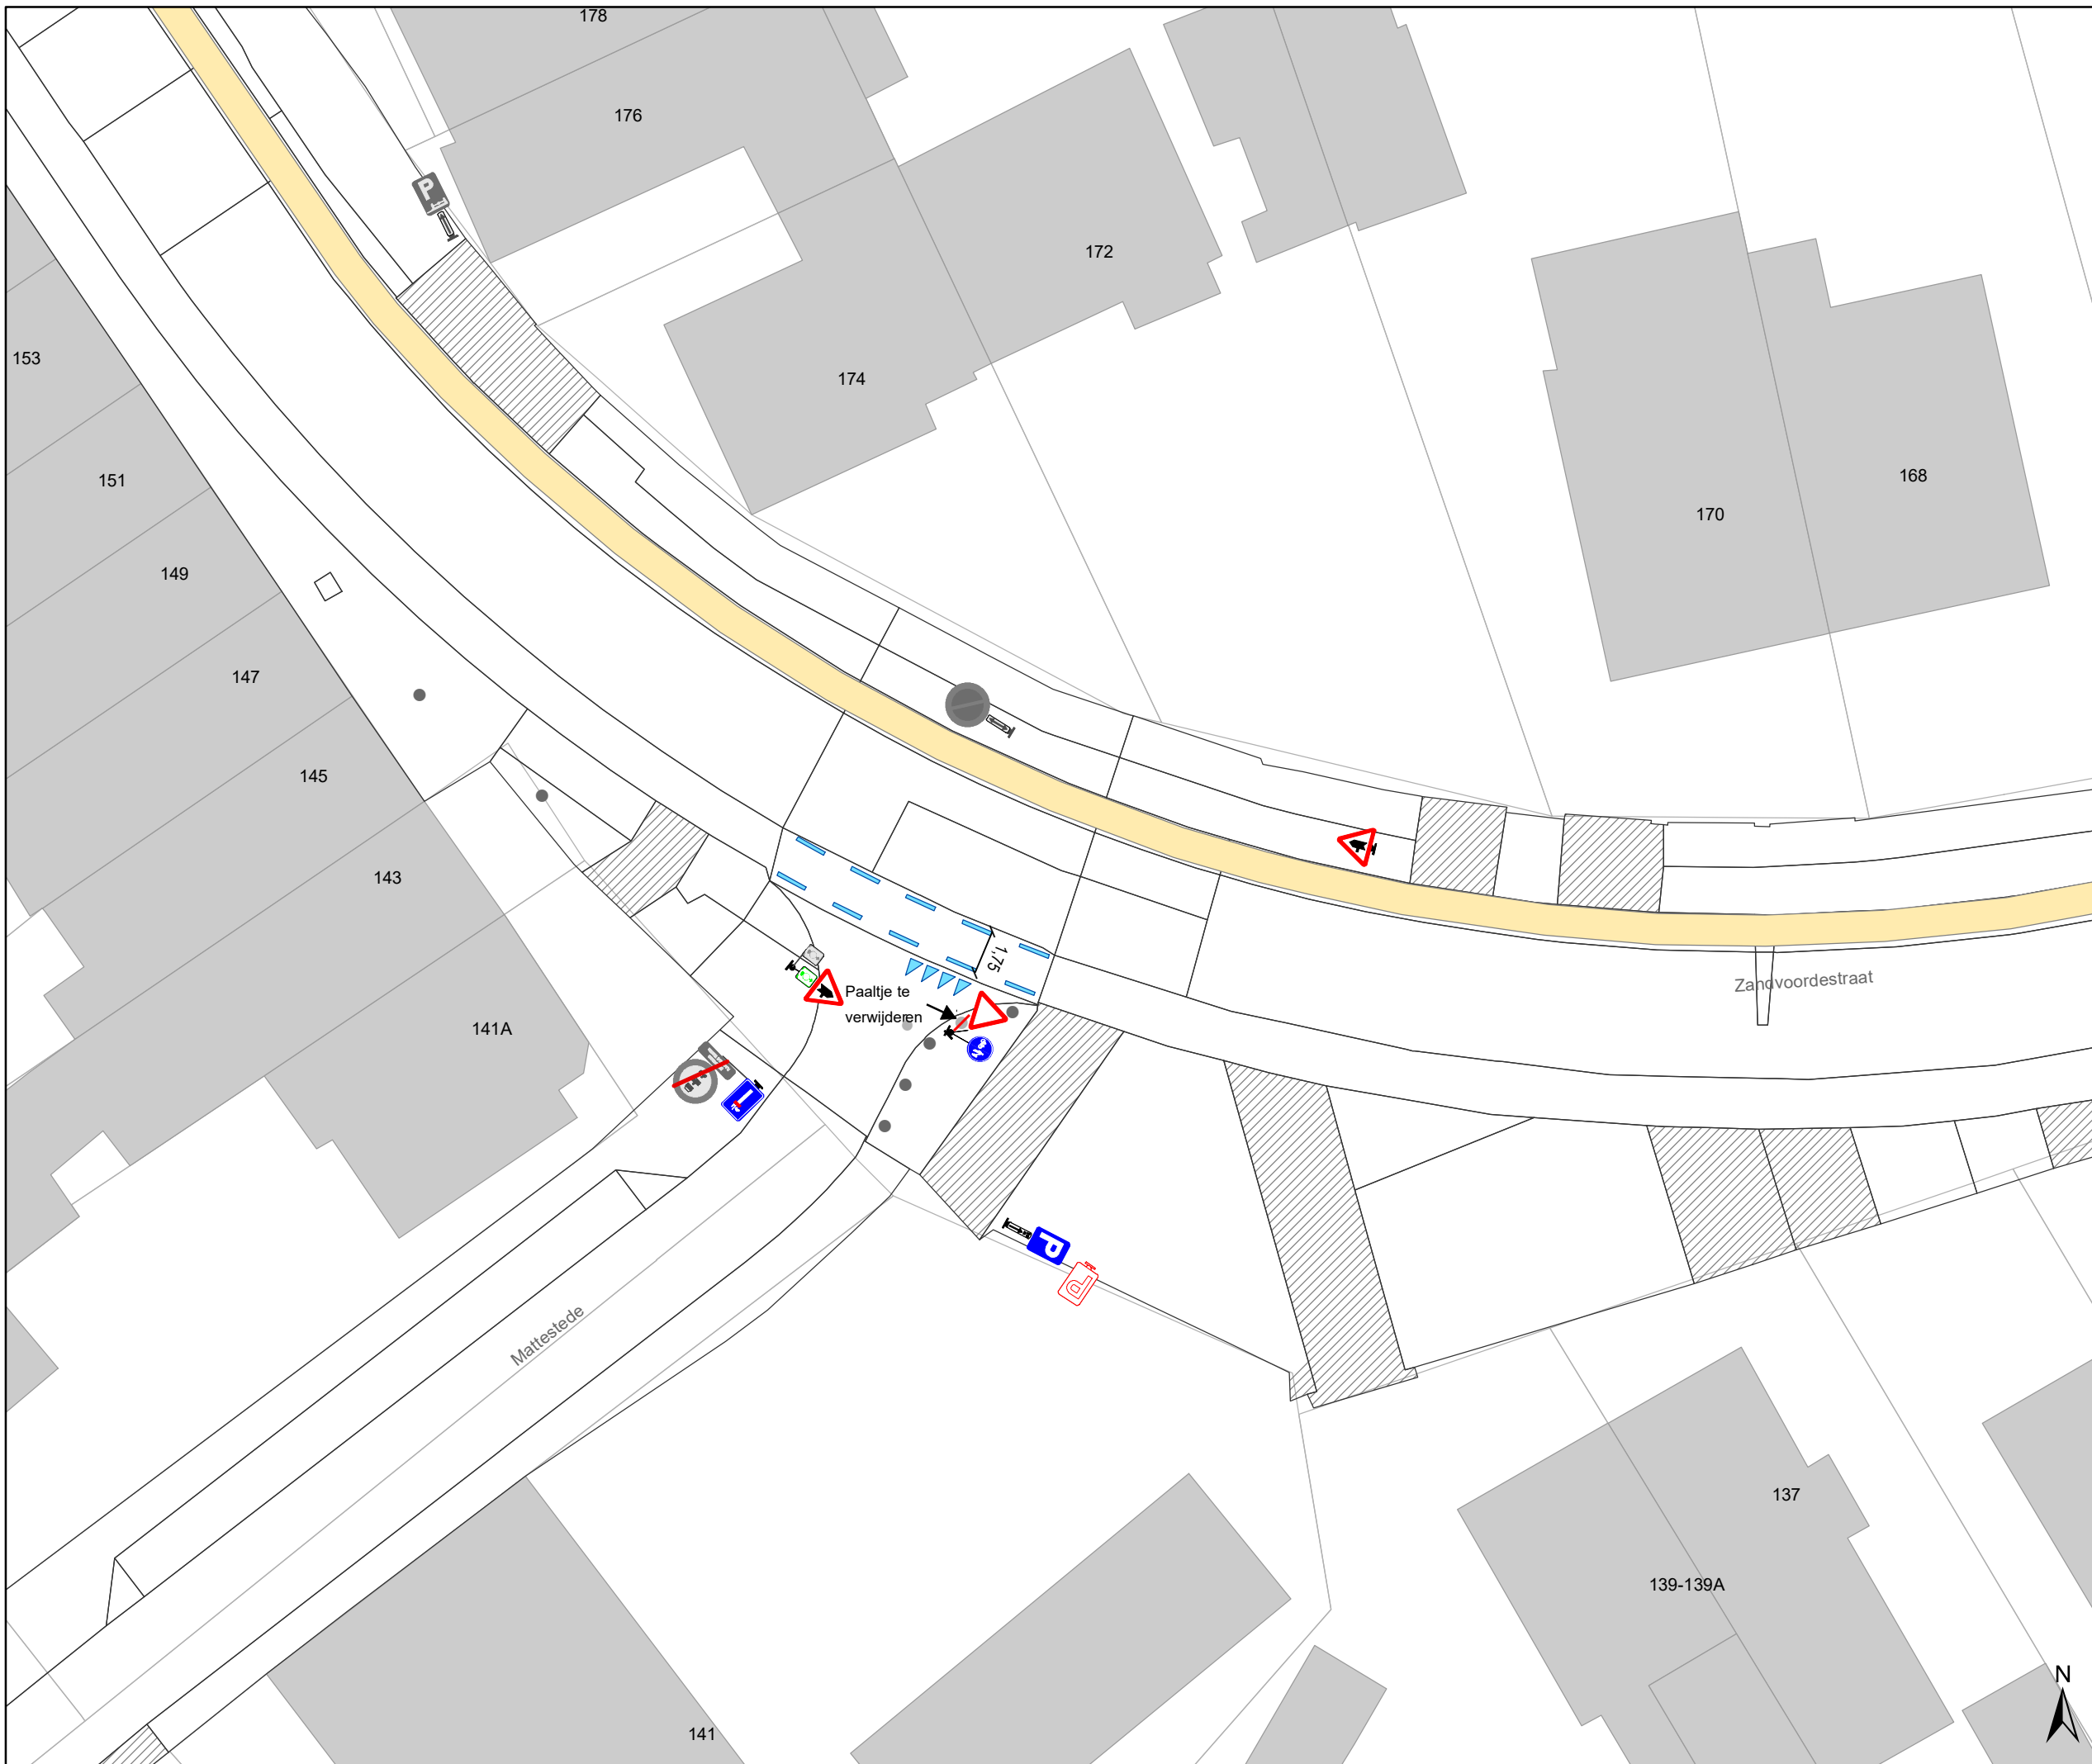 178
176
172
153
174
168
151
170
149
147
145
143
1,75
Zandvoordestraat
Paaltje te
verwijderen
141A
P
P
P
Mattestede
137
139-139A
N
141